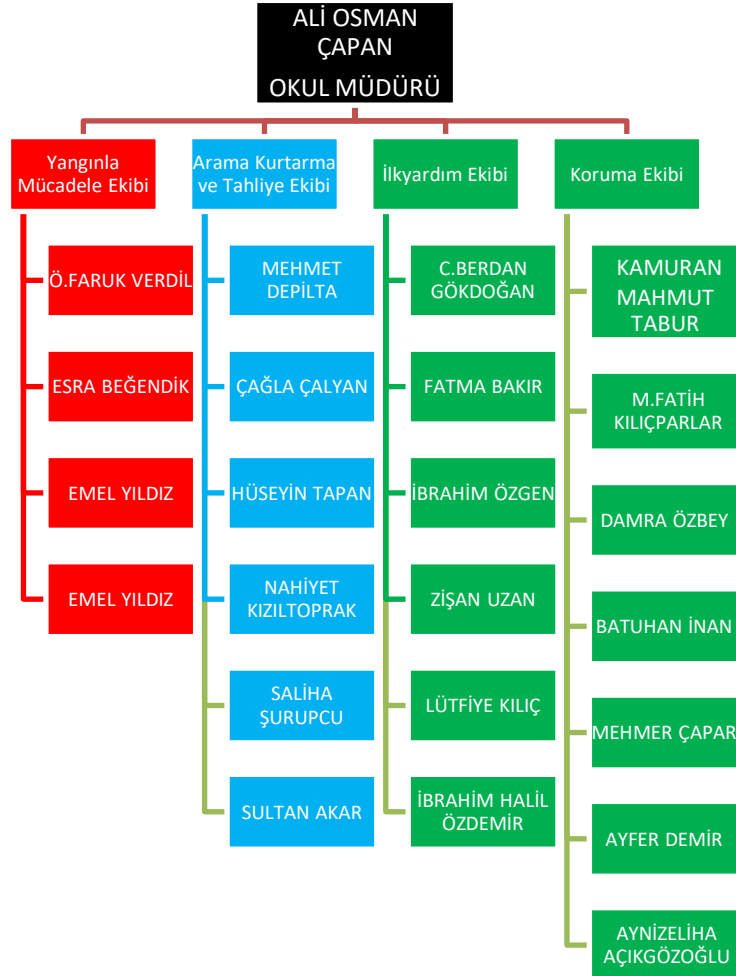 ALİ OSMAN
ÇAPAN
OKUL MÜDÜRÜ
Yangınla
Mücadele Ekibi
Ö.FARUK VERDİL
ESRA BEĞENDİK
EMEL YILDIZ
EMEL YILDIZ
Arama Kurtarma
ve Tahliye Ekibi
MEHMET
DEPİLTA
ÇAĞLA ÇALYAN
HÜSEYİN TAPAN
NAHİYET
KIZILTOPRAK
SALİHA
ŞURUPCU
SULTAN AKAR
İlkyardım Ekibi
C.BERDAN
GÖKDOĞAN
FATMA BAKIR
İBRAHİM ÖZGEN
ZİŞAN UZAN
LÜTFİYE KILIÇ
İBRAHİM HALİL
ÖZDEMİR
Koruma Ekibi
KAMURAN
MAHMUT
TABUR
M.FATİH
KILIÇPARLAR
DAMRA ÖZBEY
BATUHAN İNAN
MEHMER ÇAPAR
AYFER DEMİR
AYNİZELİHA
AÇIKGÖZOĞLU